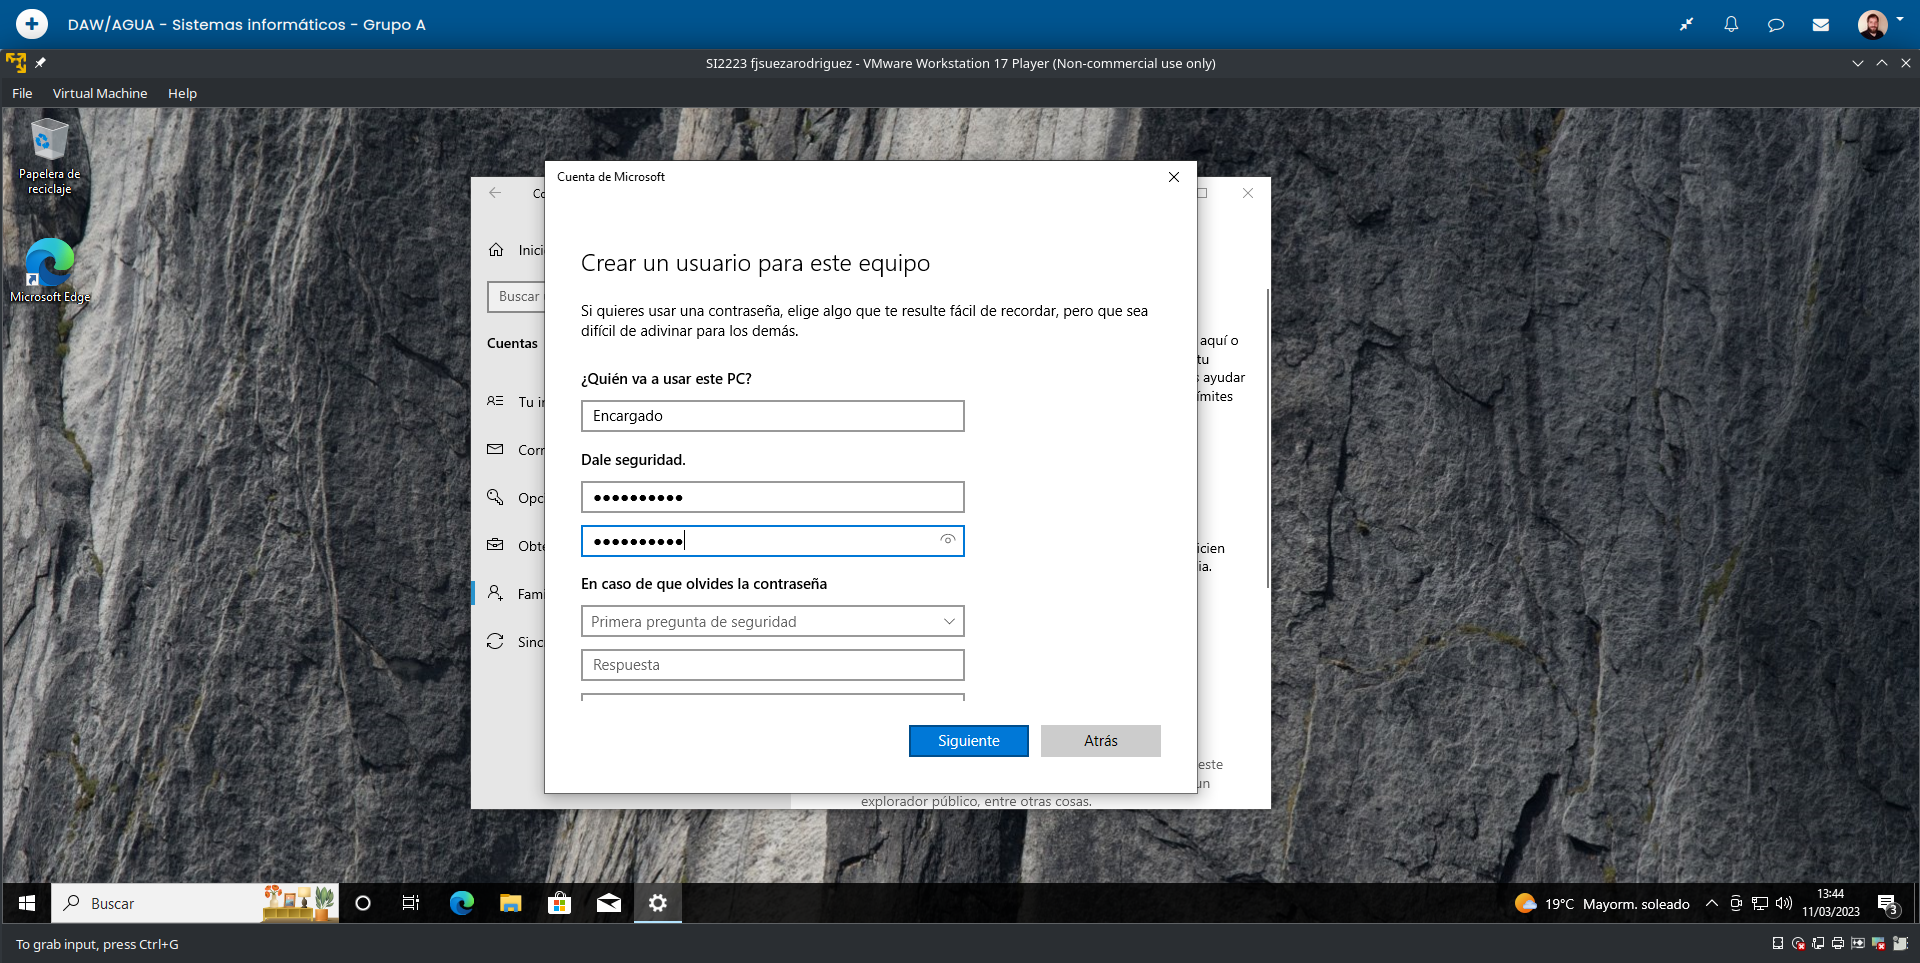 DAW/AGUA - Sistemas informáticos - Grupo A
SI2223 fjsuezarodriguez - VMware Workstation 17 Player (Non-commercial use only)
File Virtual Machine Help
Papelera de
reciclaje
Microsoft Edge
Cuenta de Microsoft
Crear un usuario para este equipo
Si quieres usar una contraseña, elige algo que te resulte fácil de recordar, pero que sea
difícil de adivinar para los demás.
¿Quién va a usar este PC?
Encargado
Dale seguridad.
En caso de que olvides la contraseña
Primera pregunta de seguridad
Respuesta
Siguiente
Atrás
Co
Inici
Buscar
Cuentas
Tu in
Corr
Opc
Obte
Fam
Sinc
aquí o
tu
s ayudar
ímites
icien
ia.
este
un
explorador público, entre otras cosas.
Buscar
19°C Mayorm. soleado
13:44
11/03/2023
3
To grab input, press Ctrl+G